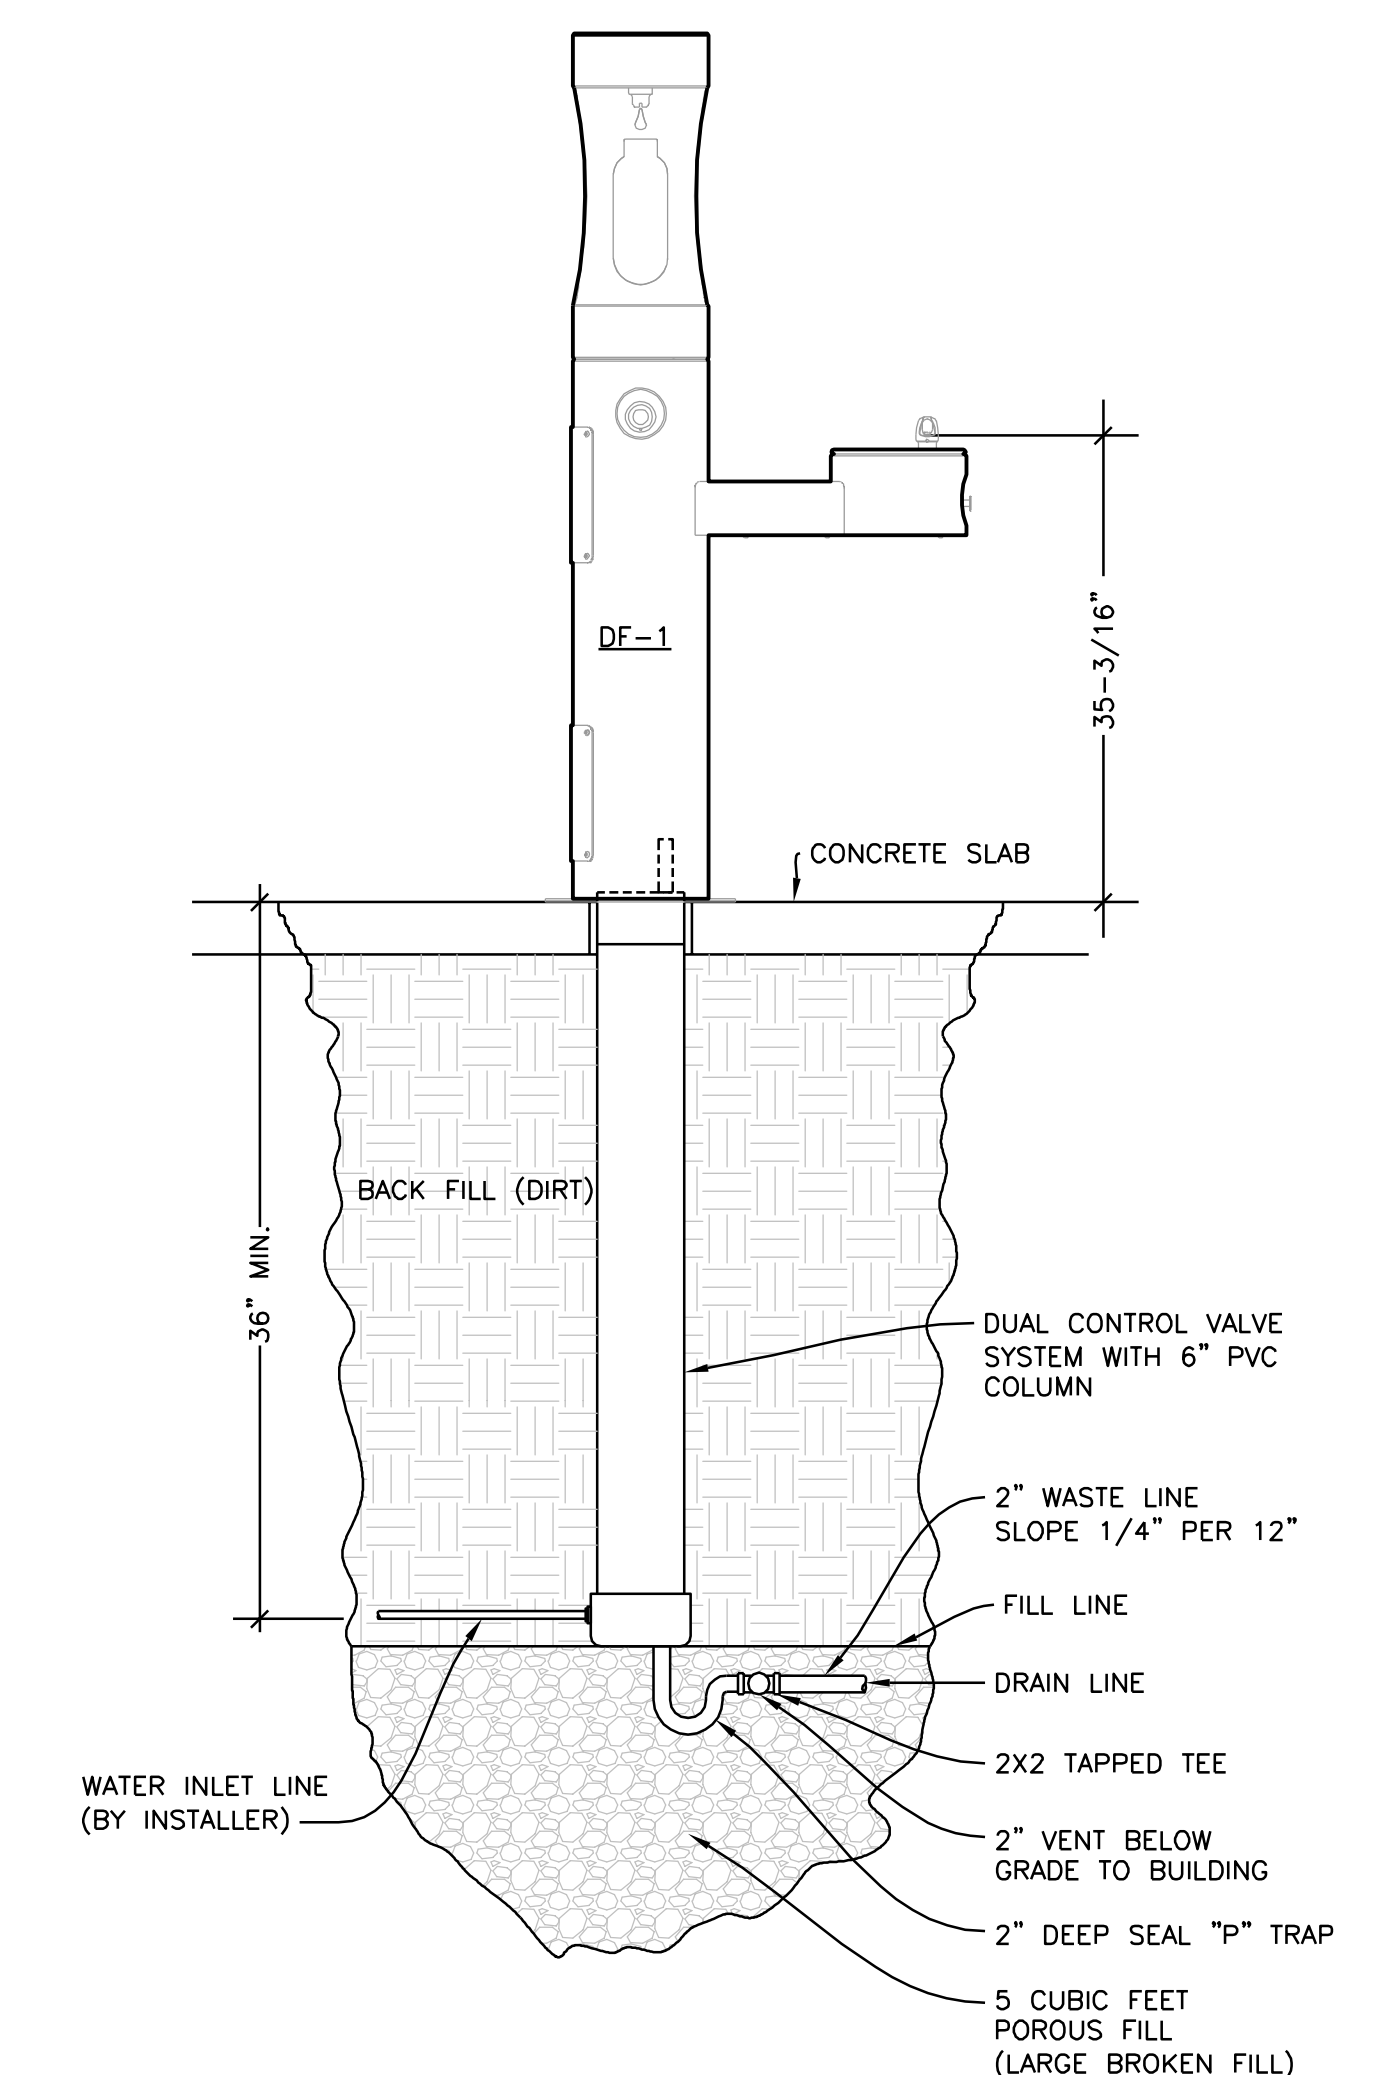 35-3/16"
DF-1
CONCRETE SLAB
BACK FILL (DIRT)
36" MIN.
DUAL CONTROL VALVE
SYSTEM WITH 6" PVC
COLUMN
2" WASTE LINE
SLOPE 1/4" PER 12"
FILL LINE
DRAIN LINE
2X2 TAPPED TEE
WATER INLET LINE
(BY INSTALLER)
2" VENT BELOW
GRADE TO BUILDING
2" DEEP SEAL "P" TRAP
5 CUBIC FEET
POROUS FILL
(LARGE BROKEN FILL)